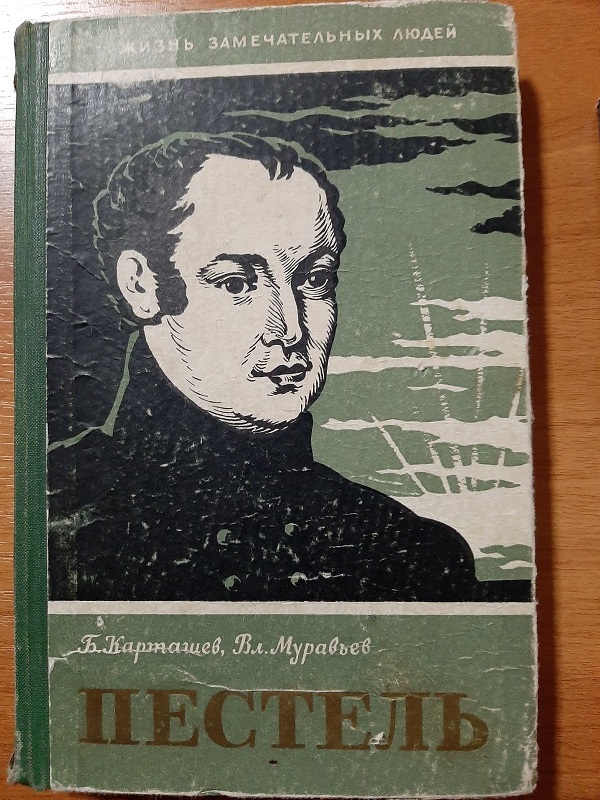 ЖИЗНЬ ЗАМЕЧАТЕЛЬНЫХ ЛЮДЕЙ
Б. Карташев, Вл. Муравьев
ПЕСТЕЛЬ